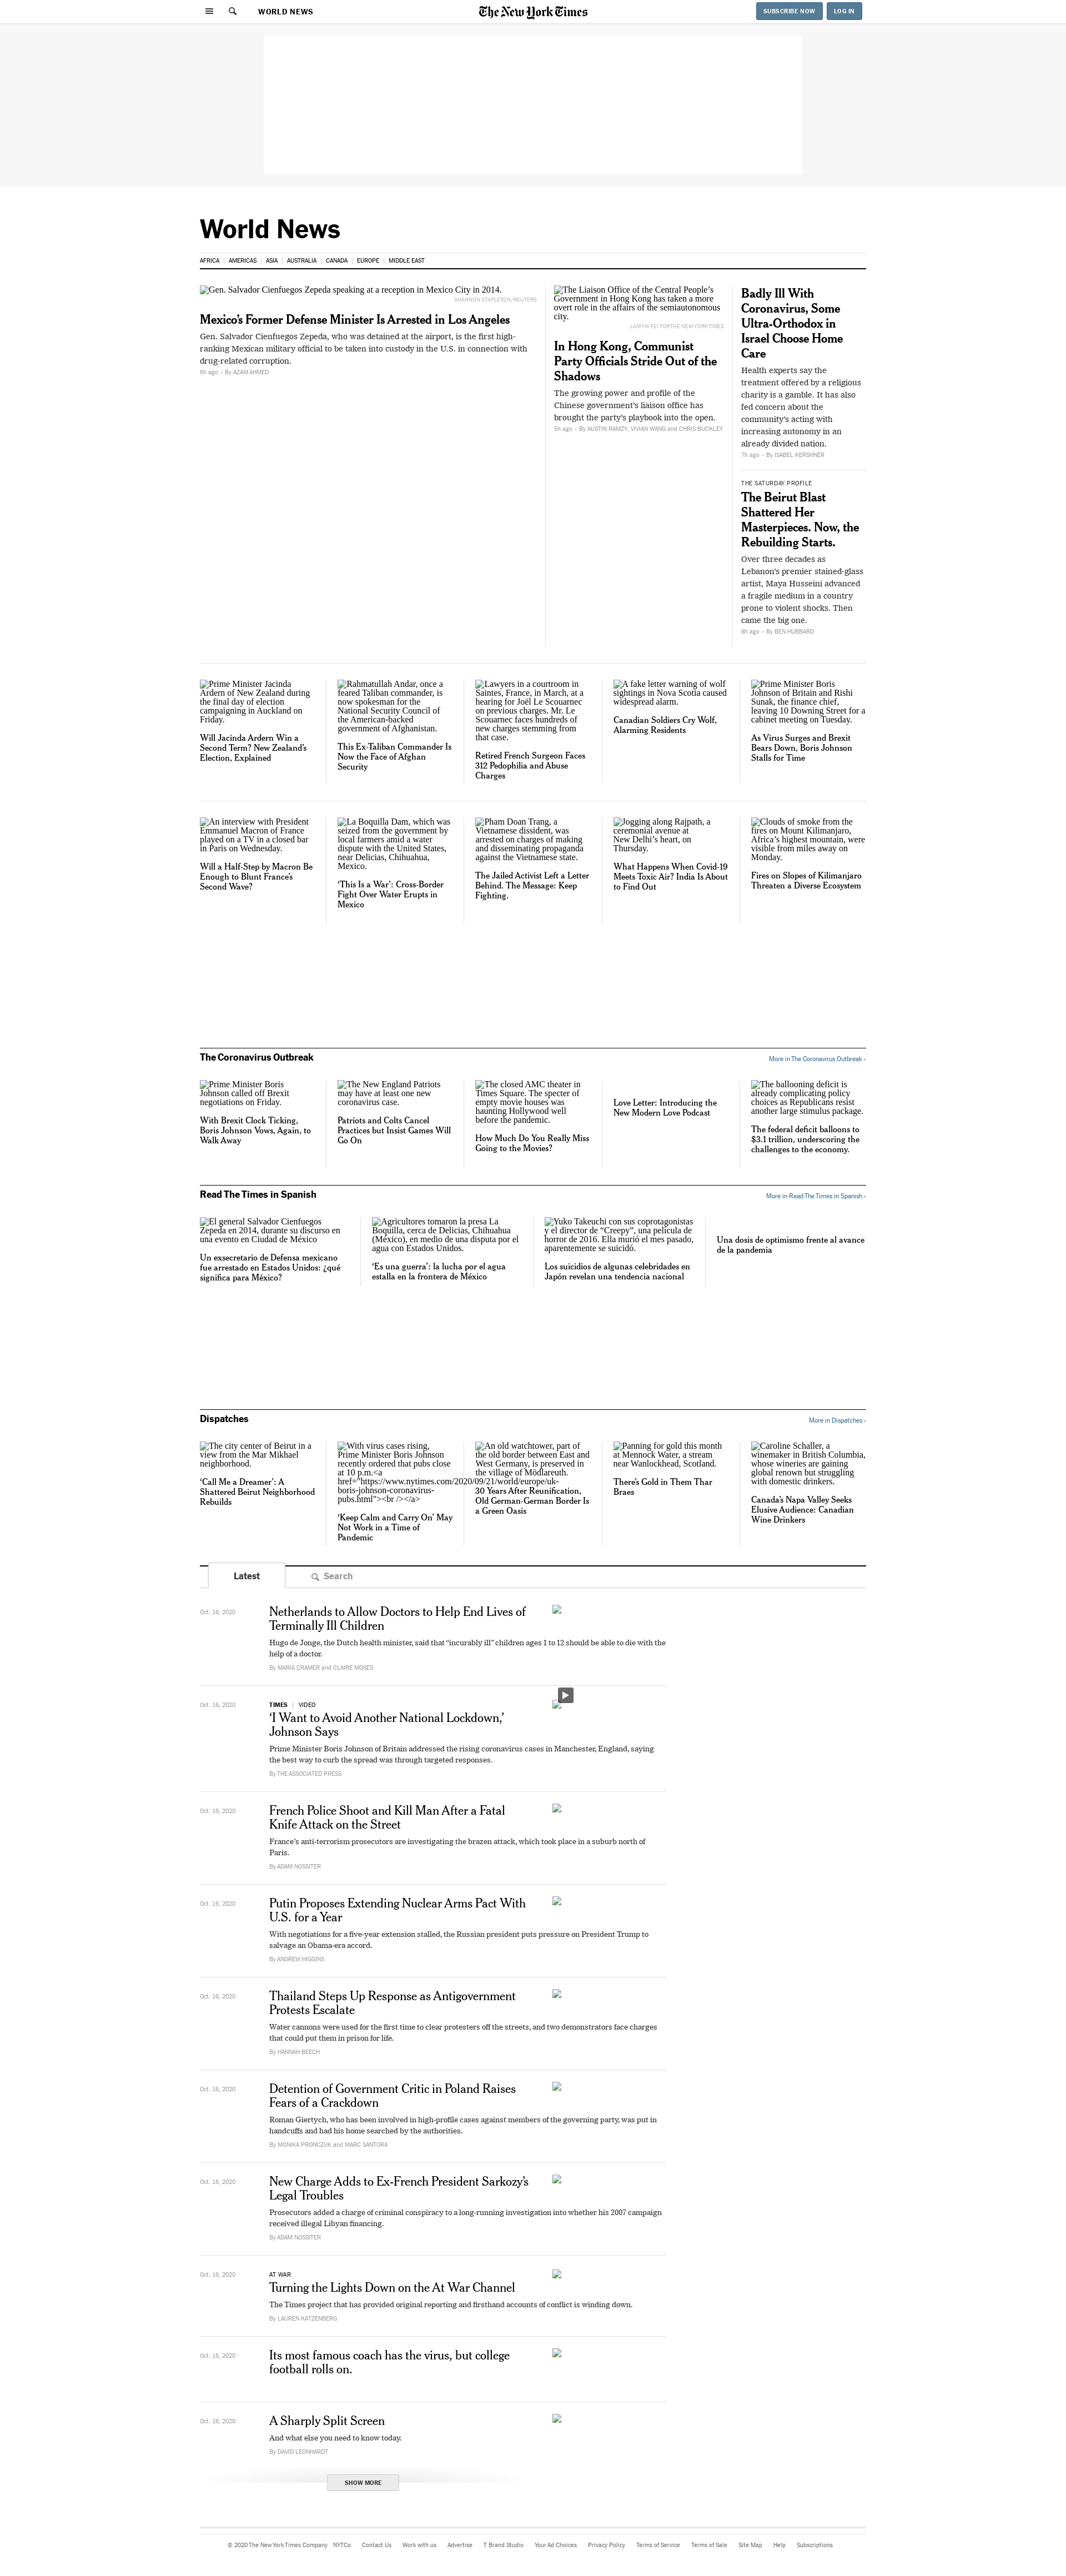 WORLD NEWS
The New York Times
SUBSCRIBE NOW
LOG IN
World News
AFRICA
AMERICAS
ASIA
AUSTRALIA
CANADA
EUROPE
MIDDLE EAST
Gen. Salvador Cienfuegos Zepeda speaking at a reception in Mexico City in 2014.
SHANNON STAPLETON/REUTERS
Mexico's Former Defense Minister Is Arrested in Los Angeles
Gen. Salvador Cienfuegos Zepeda, who was detained at the airport, is the first high-
ranking Mexican military official to be taken into custody in the U.S. in connection with
drug-related corruption.
6h ago · By AZAM AHMED
The Liaison Office of the Central People's
Government in Hong Kong has taken a more
overt role in the affairs of the semiautonomous
city.
LAM YIK FEI FOR THE NEW YORK TIMES
In Hong Kong, Communist
Party Officials Stride Out of the
Shadows
The growing power and profile of the
Chinese government's liaison office has
brought the party's playbook into the open.
5h ago · By AUSTIN RAMZY, VIVIAN WANG and CHRIS BUCKLEY
Badly Ill With
Coronavirus, Some
Ultra-Orthodox in
Israel Choose Home
Care
Health experts say the
treatment offered by a religious
charity is a gamble. It has also
fed concern about the
community's acting with
increasing autonomy in an
already divided nation.
7h ago · By ISABEL KERSHNER
THE SATURDAY PROFILE
The Beirut Blast
Shattered Her
Masterpieces. Now, the
Rebuilding Starts.
Over three decades as
Lebanon's premier stained-glass
artist, Maya Husseini advanced
a fragile medium in a country
prone to violent shocks. Then
came the big one.
8h ago · By BEN HUBBARD
Prime Minister Jacinda
Ardern of New Zealand during
the final day of election
campaigning in Auckland on
Friday.
Will Jacinda Ardern Win a
Second Term? New Zealand's
Election, Explained
Rahmatullah Andar, once a
feared Taliban commander, is
now spokesman for the
National Security Council of
the American-backed
government of Afghanistan.
This Ex-Taliban Commander Is
Now the Face of Afghan
Security
Lawyers in a courtroom in
Saintes, France, in March, at a
hearing for Joël Le Scouarnec
on previous charges. Mr. Le
Scouarnec faces hundreds of
new charges stemming from
that case.
Retired French Surgeon Faces
312 Pedophilia and Abuse
Charges
A fake letter warning of wolf
sightings in Nova Scotia caused
widespread alarm.
Canadian Soldiers Cry Wolf,
Alarming Residents
Prime Minister Boris
Johnson of Britain and Rishi
Sunak, the finance chief,
leaving 10 Downing Street for a
cabinet meeting on Tuesday.
As Virus Surges and Brexit
Bears Down, Boris Johnson
Stalls for Time
An interview with President
Emmanuel Macron of France
played on a TV in a closed bar
in Paris on Wednesday.
Will a Half-Step by Macron Be
Enough to Blunt France's
Second Wave?
La Boquilla Dam, which was
seized from the government by
local farmers amid a water
dispute with the United States,
near Delicias, Chihuahua,
Mexico.
'This Is a War': Cross-Border
Fight Over Water Erupts in
Mexico
Pham Doan Trang, a
Vietnamese dissident, was
arrested on charges of making
and disseminating propaganda
against the Vietnamese state.
The Jailed Activist Left a Letter
Behind. The Message: Keep
Fighting.
Jogging along Rajpath, a
ceremonial avenue at
New Delhi's heart, on
Thursday.
What Happens When Covid-19
Meets Toxic Air? India Is About
to Find Out
Clouds of smoke from the
fires on Mount Kilimanjaro,
Africa's highest mountain, were
visible from miles away on
Monday.
Fires on Slopes of Kilimanjaro
Threaten a Diverse Ecosystem
The Coronavirus Outbreak
More in The Coronavirus Outbreak ›
Prime Minister Boris
Johnson called off Brexit
negotiations on Friday.
With Brexit Clock Ticking,
Boris Johnson Vows, Again, to
Walk Away
The New England Patriots
may have at least one new
coronavirus case.
Patriots and Colts Cancel
Practices but Insist Games Will
Go On
The closed AMC theater in
Times Square. The specter of
empty movie houses was
haunting Hollywood well
before the pandemic.
How Much Do You Really Miss
Going to the Movies?
Love Letter: Introducing the
New Modern Love Podcast
The ballooning deficit is
already complicating policy
choices as Republicans resist
another large stimulus package.
The federal deficit balloons to
$3.1 trillion, underscoring the
challenges to the economy.
Read The Times in Spanish
More in Read The Times in Spanish ›
El general Salvador Cienfuegos
Zepeda en 2014, durante su discurso en
una evento en Ciudad de México
Un exsecretario de Defensa mexicano
fue arrestado en Estados Unidos: ¿qué
significa para México?
Agricultores tomaron la presa La
Boquilla, cerca de Delicias, Chihuahua
(México), en medio de una disputa por el
agua con Estados Unidos.
'Es una guerra': la lucha por el agua
estalla en la frontera de México
Yuko Takeuchi con sus coprotagonistas
y el director de "Creepy", una película de
horror de 2016. Ella murió el mes pasado,
aparentemente se suicidó.
Los suicidios de algunas celebridades en
Japón revelan una tendencia nacional
Una dosis de optimismo frente al avance
de la pandemia
Dispatches
More in Dispatches ›
The city center of Beirut in a
view from the Mar Mikhael
neighborhood.
'Call Me a Dreamer': A
Shattered Beirut Neighborhood
Rebuilds
With virus cases rising,
Prime Minister Boris Johnson
recently ordered that pubs close
at 10 p.m.<a
href="https://www.nytimes.com/2020/09/21/world/europe/uk-
boris-johnson-coronavirus-
pubs.html"><br /></a>
'Keep Calm and Carry On' May
Not Work in a Time of
Pandemic
An old watchtower, part of
the old border between East and
West Germany, is preserved in
the village of Mödlareuth.
30 Years After Reunification,
Old German-German Border Is
a Green Oasis
Panning for gold this month
at Mennock Water, a stream
near Wanlockhead, Scotland.
There's Gold in Them Thar
Braes
Caroline Schaller, a
winemaker in British Columbia,
whose wineries are gaining
global renown but struggling
with domestic drinkers.
Canada's Napa Valley Seeks
Elusive Audience: Canadian
Wine Drinkers
Latest
Search
Oct. 16, 2020
Netherlands to Allow Doctors to Help End Lives of
Terminally Ill Children
Hugo de Jonge, the Dutch health minister, said that "incurably ill" children ages 1 to 12 should be able to die with the
help of a doctor.
By MARIA CRAMER and CLAIRE MOSES
Oct. 16, 2020
TIMES | VIDEO
'I Want to Avoid Another National Lockdown,'
Johnson Says
Prime Minister Boris Johnson of Britain addressed the rising coronavirus cases in Manchester, England, saying
the best way to curb the spread was through targeted responses.
By THE ASSOCIATED PRESS
Oct. 16, 2020
French Police Shoot and Kill Man After a Fatal
Knife Attack on the Street
France's anti-terrorism prosecutors are investigating the brazen attack, which took place in a suburb north of
Paris.
By ADAM NOSSITER
Oct. 16, 2020
Putin Proposes Extending Nuclear Arms Pact With
U.S. for a Year
With negotiations for a five-year extension stalled, the Russian president puts pressure on President Trump to
salvage an Obama-era accord.
By ANDREW HIGGINS
Oct. 16, 2020
Thailand Steps Up Response as Antigovernment
Protests Escalate
Water cannons were used for the first time to clear protesters off the streets, and two demonstrators face charges
that could put them in prison for life.
By HANNAH BEECH
Oct. 16, 2020
Detention of Government Critic in Poland Raises
Fears of a Crackdown
Roman Giertych, who has been involved in high-profile cases against members of the governing party, was put in
handcuffs and had his home searched by the authorities.
By MONIKA PRONCZUK and MARC SANTORA
Oct. 16, 2020
New Charge Adds to Ex-French President Sarkozy's
Legal Troubles
Prosecutors added a charge of criminal conspiracy to a long-running investigation into whether his 2007 campaign
received illegal Libyan financing.
By ADAM NOSSITER
Oct. 16, 2020
AT WAR
Turning the Lights Down on the At War Channel
The Times project that has provided original reporting and firsthand accounts of conflict is winding down.
By LAUREN KATZENBERG
Oct. 16, 2020
Its most famous coach has the virus, but college
football rolls on.
Oct. 16, 2020
A Sharply Split Screen
And what else you need to know today.
By DAVID LEONHARDT
SHOW MORE
© 2020 The New York Times Company
NYTCo
Contact Us
Work with us
Advertise
T Brand Studio
Your Ad Choices
Privacy Policy
Terms of Service
Terms of Sale
Site Map
Help
Subscriptions